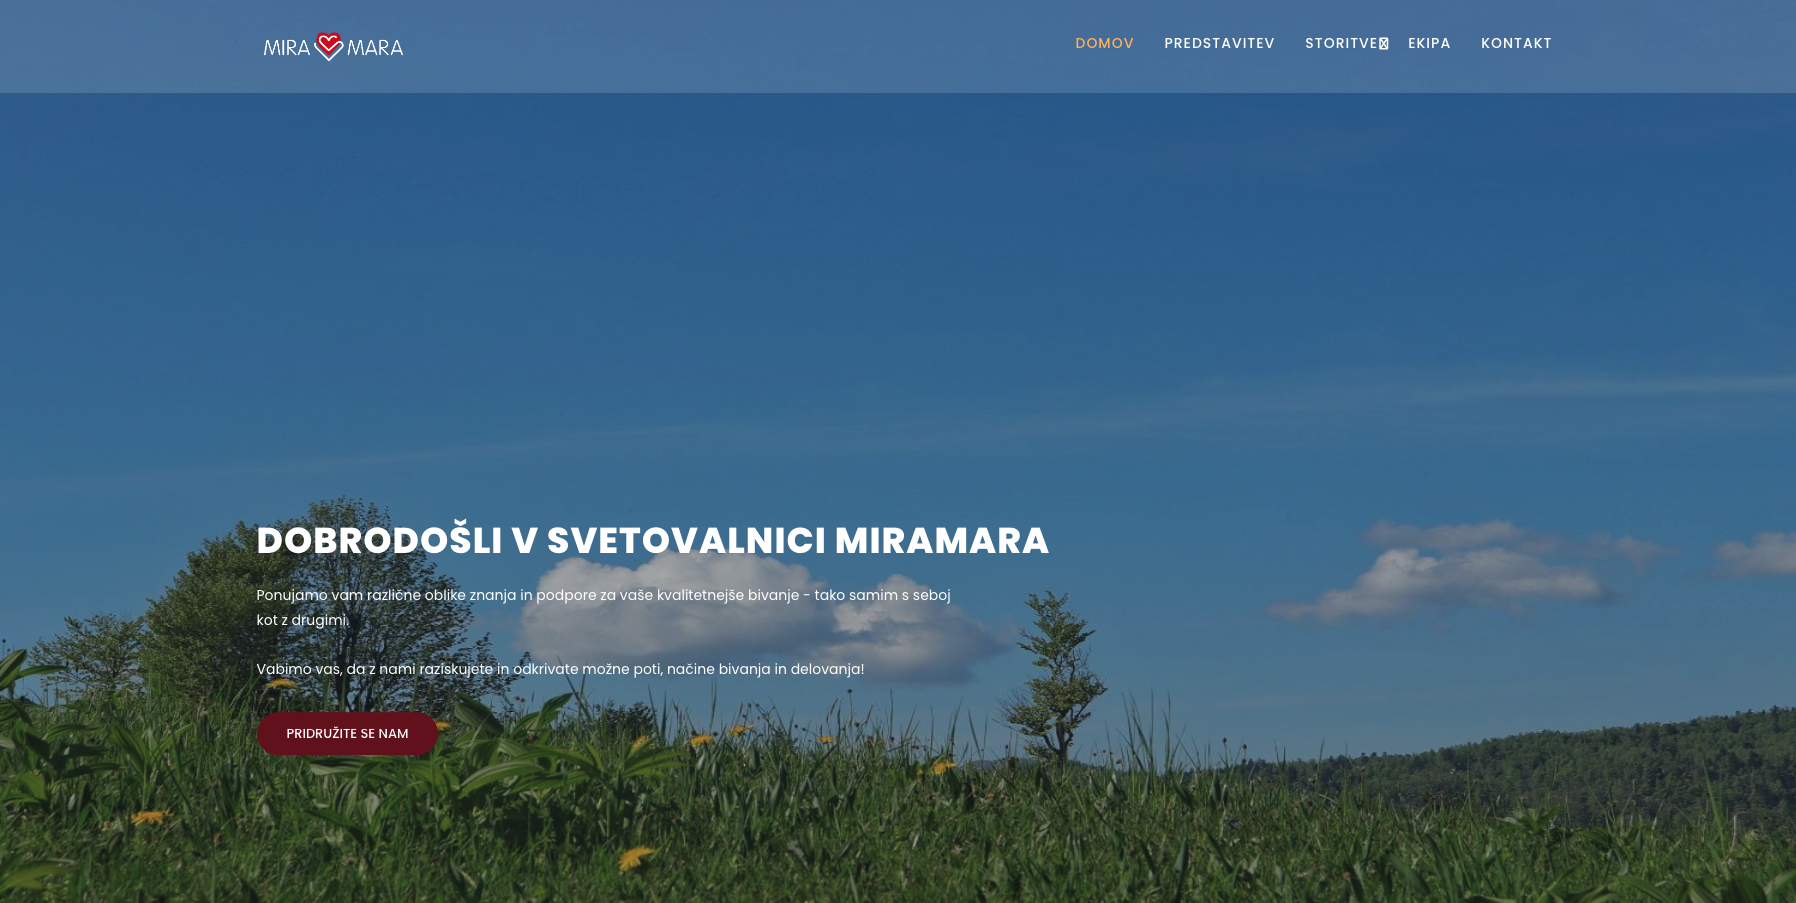 MIRA MARA
DOMOV
PREDSTAVITEV
STORITVE
EKIPA
KONTAKT
DOBRODOŠLI V SVETOVALNICI MIRAMARA
Ponujamo vam različne oblike znanja in podpore za vaše kvalitetnejše bivanje - tako samim s seboj
kot z drugimi.
Vabimo vas, da z nami raziskujete in odkrivate možne poti, načine bivanja in delovanja!
PRIDRUŽITE SE NAM